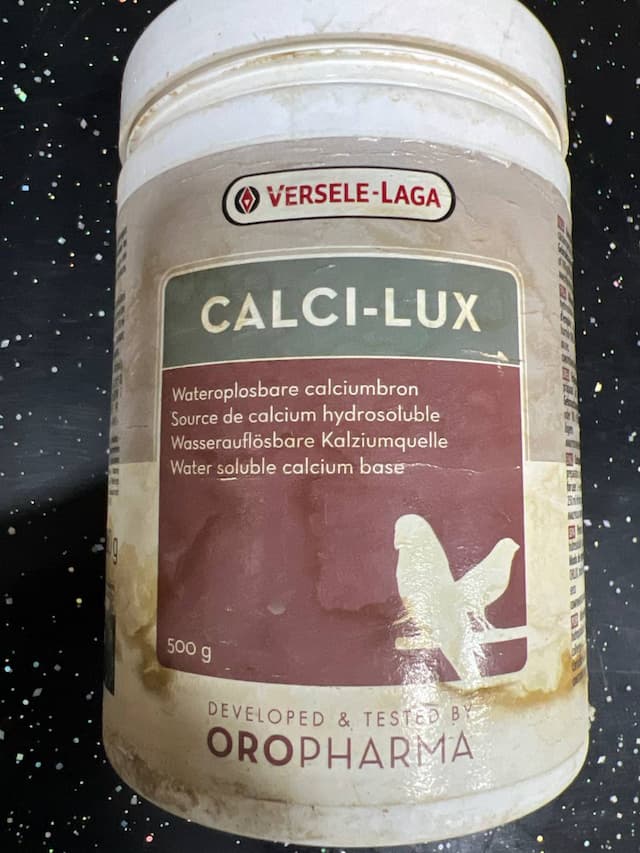 VERSELE-LAGA
CALCI-LUX
Wateroplosbare calciumbron
Source de calcium hydrosoluble
Wasserauflösbare Kalziumquelle
Water soluble calcium base
500 g
DEVELOPED & TESTED BY
OROPHARMA